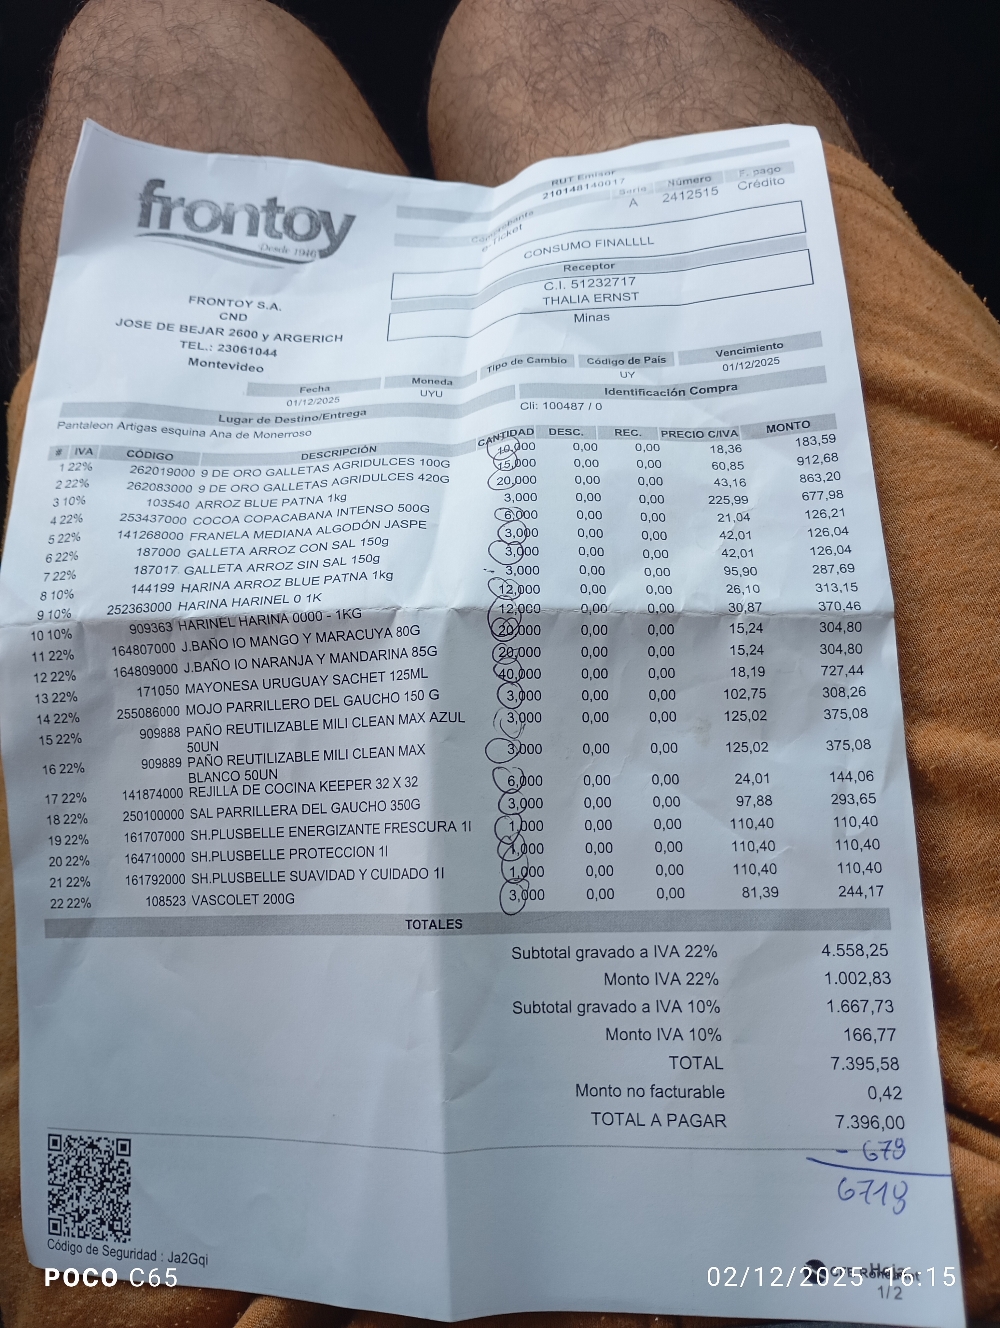 frontoy
Desde 1946
RUT Emisor
210148140017
Serie Número F. pago
A 2412515 Crédito
Comprobante
e-Ticket
CONSUMO FINALLLL
Receptor
C.I. 51232717
THALIA ERNST
Minas
FRONTOY S.A.
CND
JOSE DE BEJAR 2600 y ARGERICH
TEL.: 23061044
Montevideo
Fecha Moneda Tipo de Cambio Código de País Vencimiento
01/12/2025 UYU UY 01/12/2025
Lugar de Destino/Entrega Identificación Compra
Pantaleon Artigas esquina Ana de Monerroso Cli: 100487 / 0
# IVA CÓDIGO DESCRIPCIÓN CANTIDAD DESC. REC. PRECIO C/IVA MONTO
1 22% 262019000 9 DE ORO GALLETAS AGRIDULCES 100G 10,000 0,00 0,00 18,36 183,59
2 22% 262083000 9 DE ORO GALLETAS AGRIDULCES 420G 15,000 0,00 0,00 60,85 912,68
3 10% 103540 ARROZ BLUE PATNA 1kg 20,000 0,00 0,00 43,16 863,20
4 22% 253437000 COCOA COPACABANA INTENSO 500G 3,000 0,00 0,00 225,99 677,98
5 22% 141268000 FRANELA MEDIANA ALGODÓN JASPE 6,000 0,00 0,00 21,04 126,21
6 22% 187000 GALLETA ARROZ CON SAL 150g 3,000 0,00 0,00 42,01 126,04
7 22% 187017. GALLETA ARROZ SIN SAL 150g 3,000 0,00 0,00 42,01 126,04
8 10% 144199 HARINA ARROZ BLUE PATNA 1kg 3,000 0,00 0,00 95,90 287,69
9 10% 252363000 HARINA HARINEL 0 1K 12,000 0,00 0,00 26,10 313,15
10 10% 909363 HARINEL HARINA 0000 - 1KG 12,000 0,00 0,00 30,87 370,46
11 22% 164807000 J.BAÑO IO MANGO Y MARACUYA 80G 20,000 0,00 0,00 15,24 304,80
12 22% 164809000 J.BAÑO IO NARANJA Y MANDARINA 85G 20,000 0,00 0,00 15,24 304,80
13 22% 171050 MAYONESA URUGUAY SACHET 125ML 40,000 0,00 0,00 18,19 727,44
14 22% 255086000 MOJO PARRILLERO DEL GAUCHO 150 G 3,000 0,00 0,00 102,75 308,26
15 22% 909888 PAÑO REUTILIZABLE MILI CLEAN MAX AZUL 3,000 0,00 0,00 125,02 375,08
50UN
16 22% 909889 PAÑO REUTILIZABLE MILI CLEAN MAX 3,000 0,00 0,00 125,02 375,08
BLANCO 50UN
17 22% 141874000 REJILLA DE COCINA KEEPER 32 X 32 6,000 0,00 0,00 24,01 144,06
18 22% 250100000 SAL PARRILLERA DEL GAUCHO 350G 3,000 0,00 0,00 97,88 293,65
19 22% 161707000 SH.PLUSBELLE ENERGIZANTE FRESCURA 1l 1,000 0,00 0,00 110,40 110,40
20 22% 164710000 SH.PLUSBELLE PROTECCION 1l 1,000 0,00 0,00 110,40 110,40
21 22% 161792000 SH.PLUSBELLE SUAVIDAD Y CUIDADO 1l 1,000 0,00 0,00 110,40 110,40
22 22% 108523 VASCOLET 200G 3,000 0,00 0,00 81,39 244,17
TOTALES
Subtotal gravado a IVA 22% 4.558,25
Monto IVA 22% 1.002,83
Subtotal gravado a IVA 10% 1.667,73
Monto IVA 10% 166,77
TOTAL 7.395,58
Monto no facturable 0,42
TOTAL A PAGAR 7.396,00
- 678
6718
Código de Seguridad : Ja2Gqi
1/2
POCO C65
02/12/2025 16:15